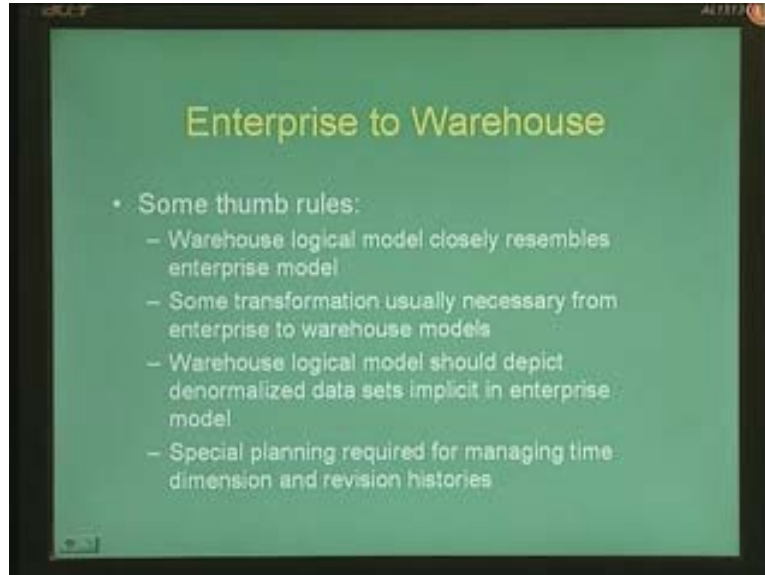 acer
Enterprise to Warehouse
• Some thumb rules:
– Warehouse logical model closely resembles
enterprise model
– Some transformation usually necessary from
enterprise to warehouse models
– Warehouse logical model should depict
denormalized data sets implicit in enterprise
model
– Special planning required for managing time
dimension and revision histories